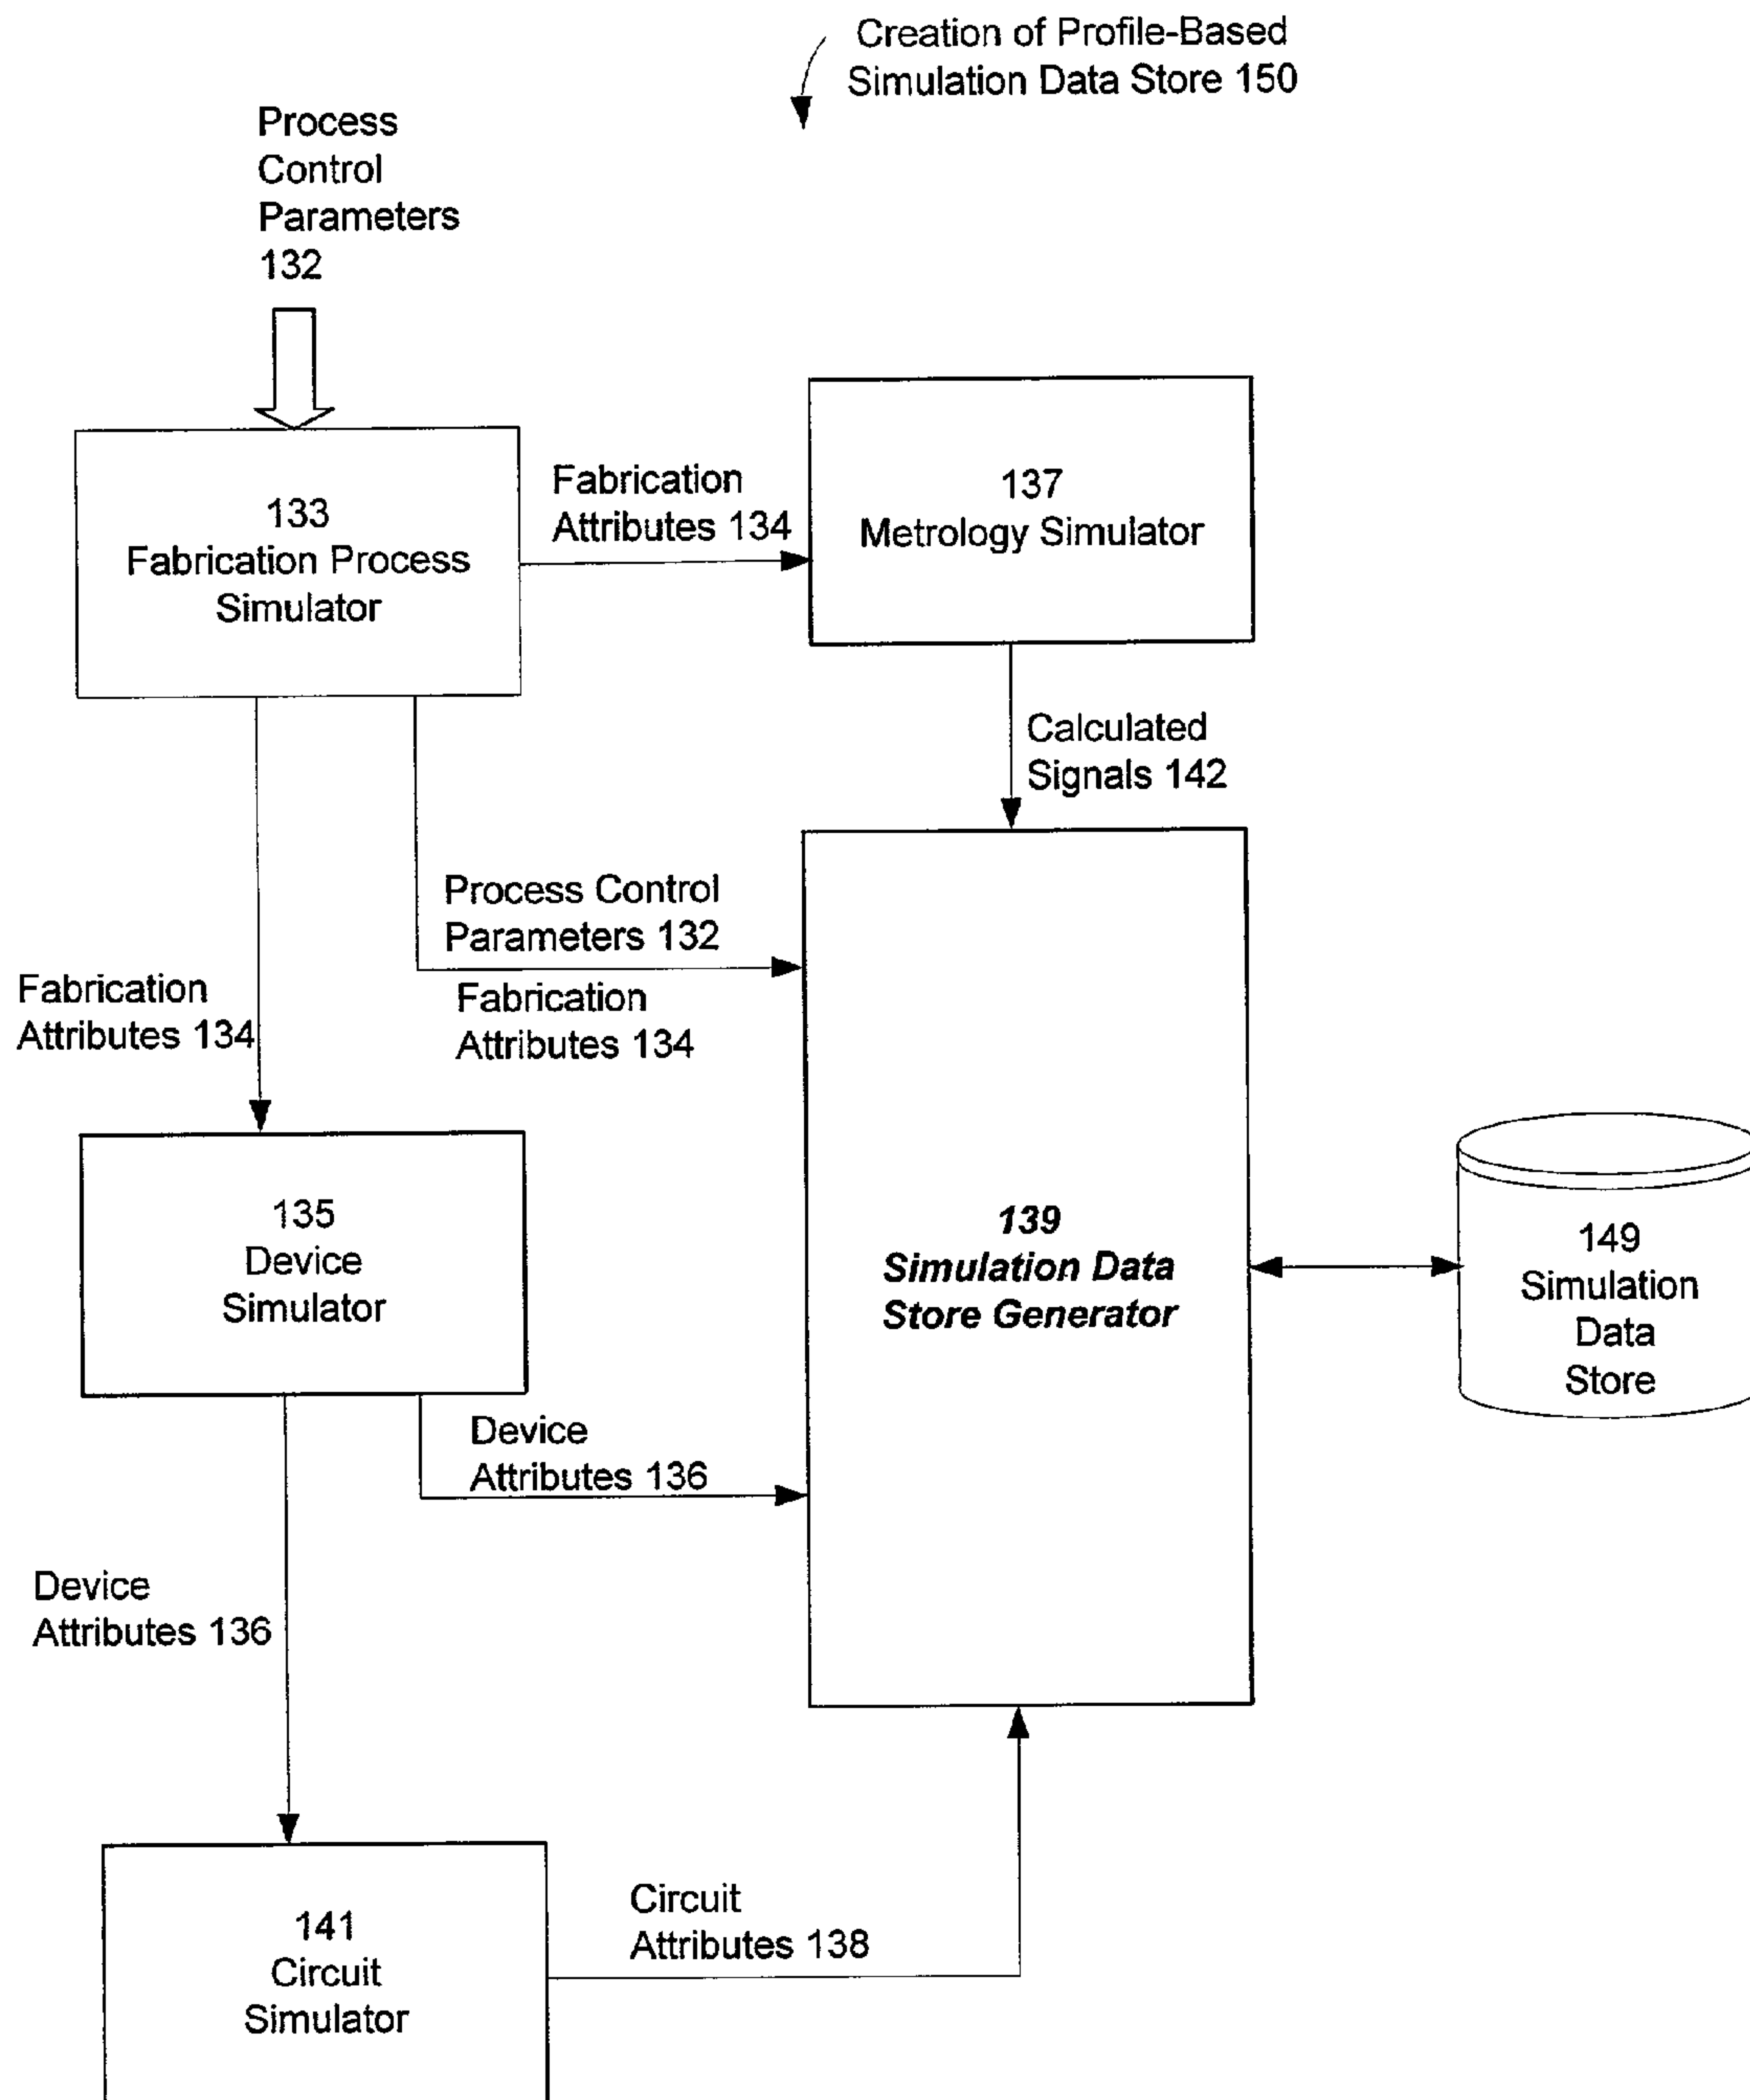 Creation of Profile-Based
Simulation Data Store 150
Process
Control
Parameters
132
133
Fabrication Process
Simulator
Fabrication
Attributes 134
137
Metrology Simulator
Calculated
Signals 142
Process Control
Parameters 132
Fabrication
Attributes 134
Fabrication
Attributes 134
135
Device
Simulator
139
Simulation Data
Store Generator
149
Simulation
Data
Store
Device
Attributes 136
Device
Attributes 136
141
Circuit
Simulator
Circuit
Attributes 138